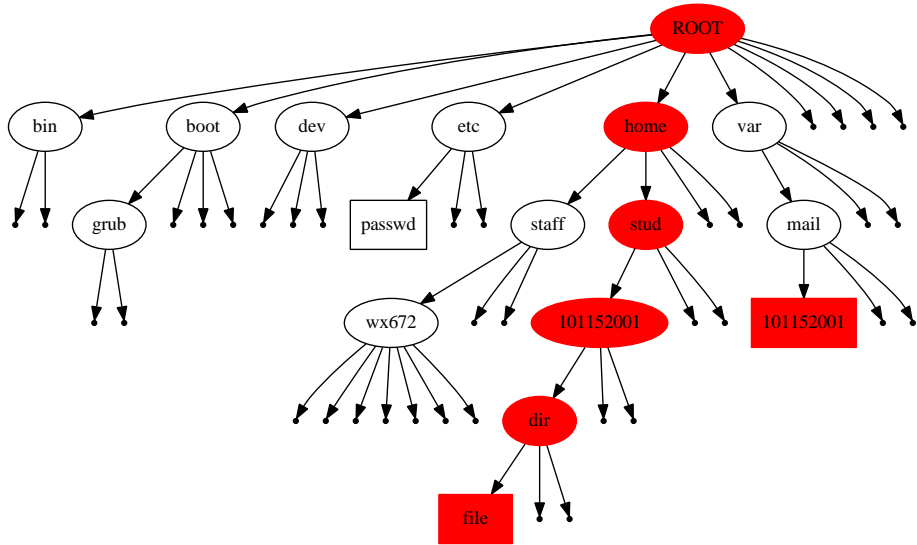 ROOT
bin
boot
dev
etc
home
var
grub
passwd
staff
stud
mail
wx672
101152001
101152001
dir
file